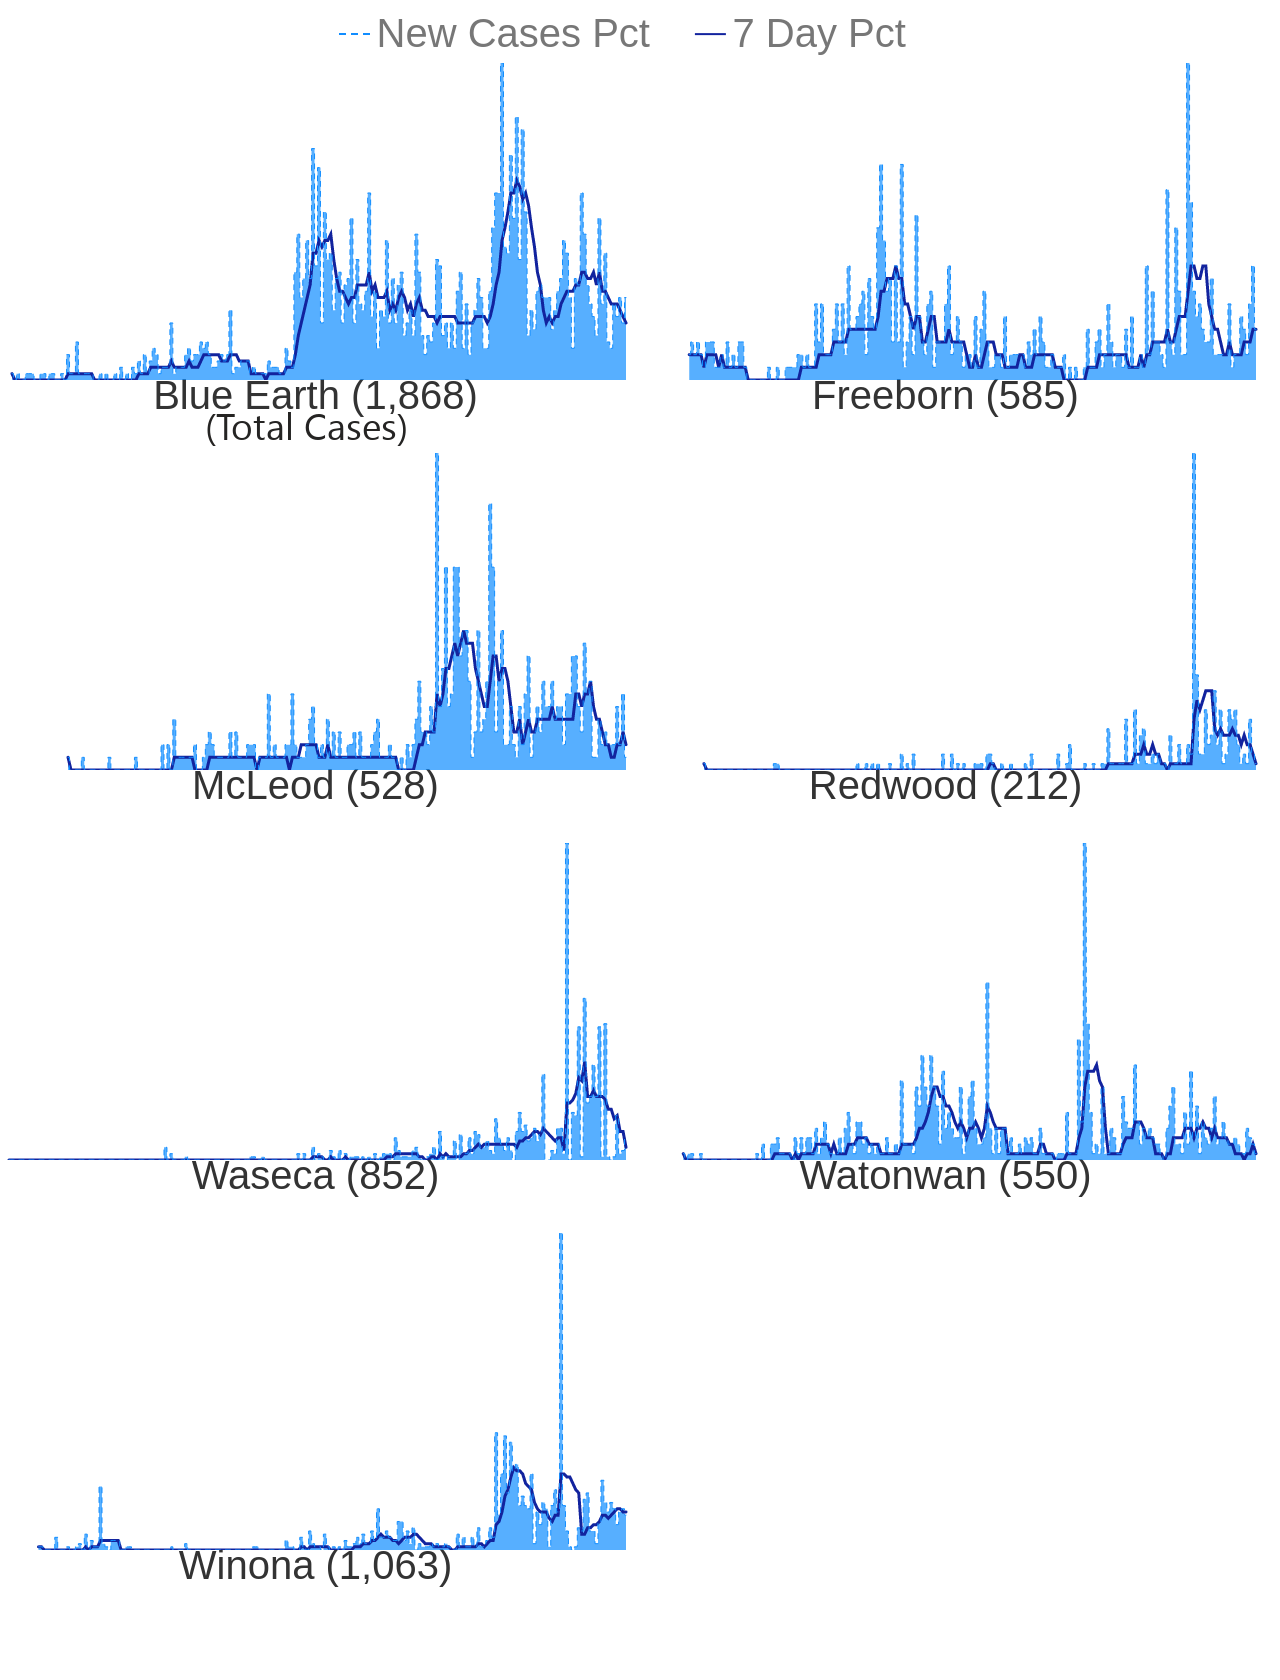 New Cases Pct 7 Day Pct
Blue Earth (1,868) Freeborn (585)
(Total Cases)
McLeod (528) Redwood (212)
Waseca (852) Watonwan (550)
Winona (1,063)